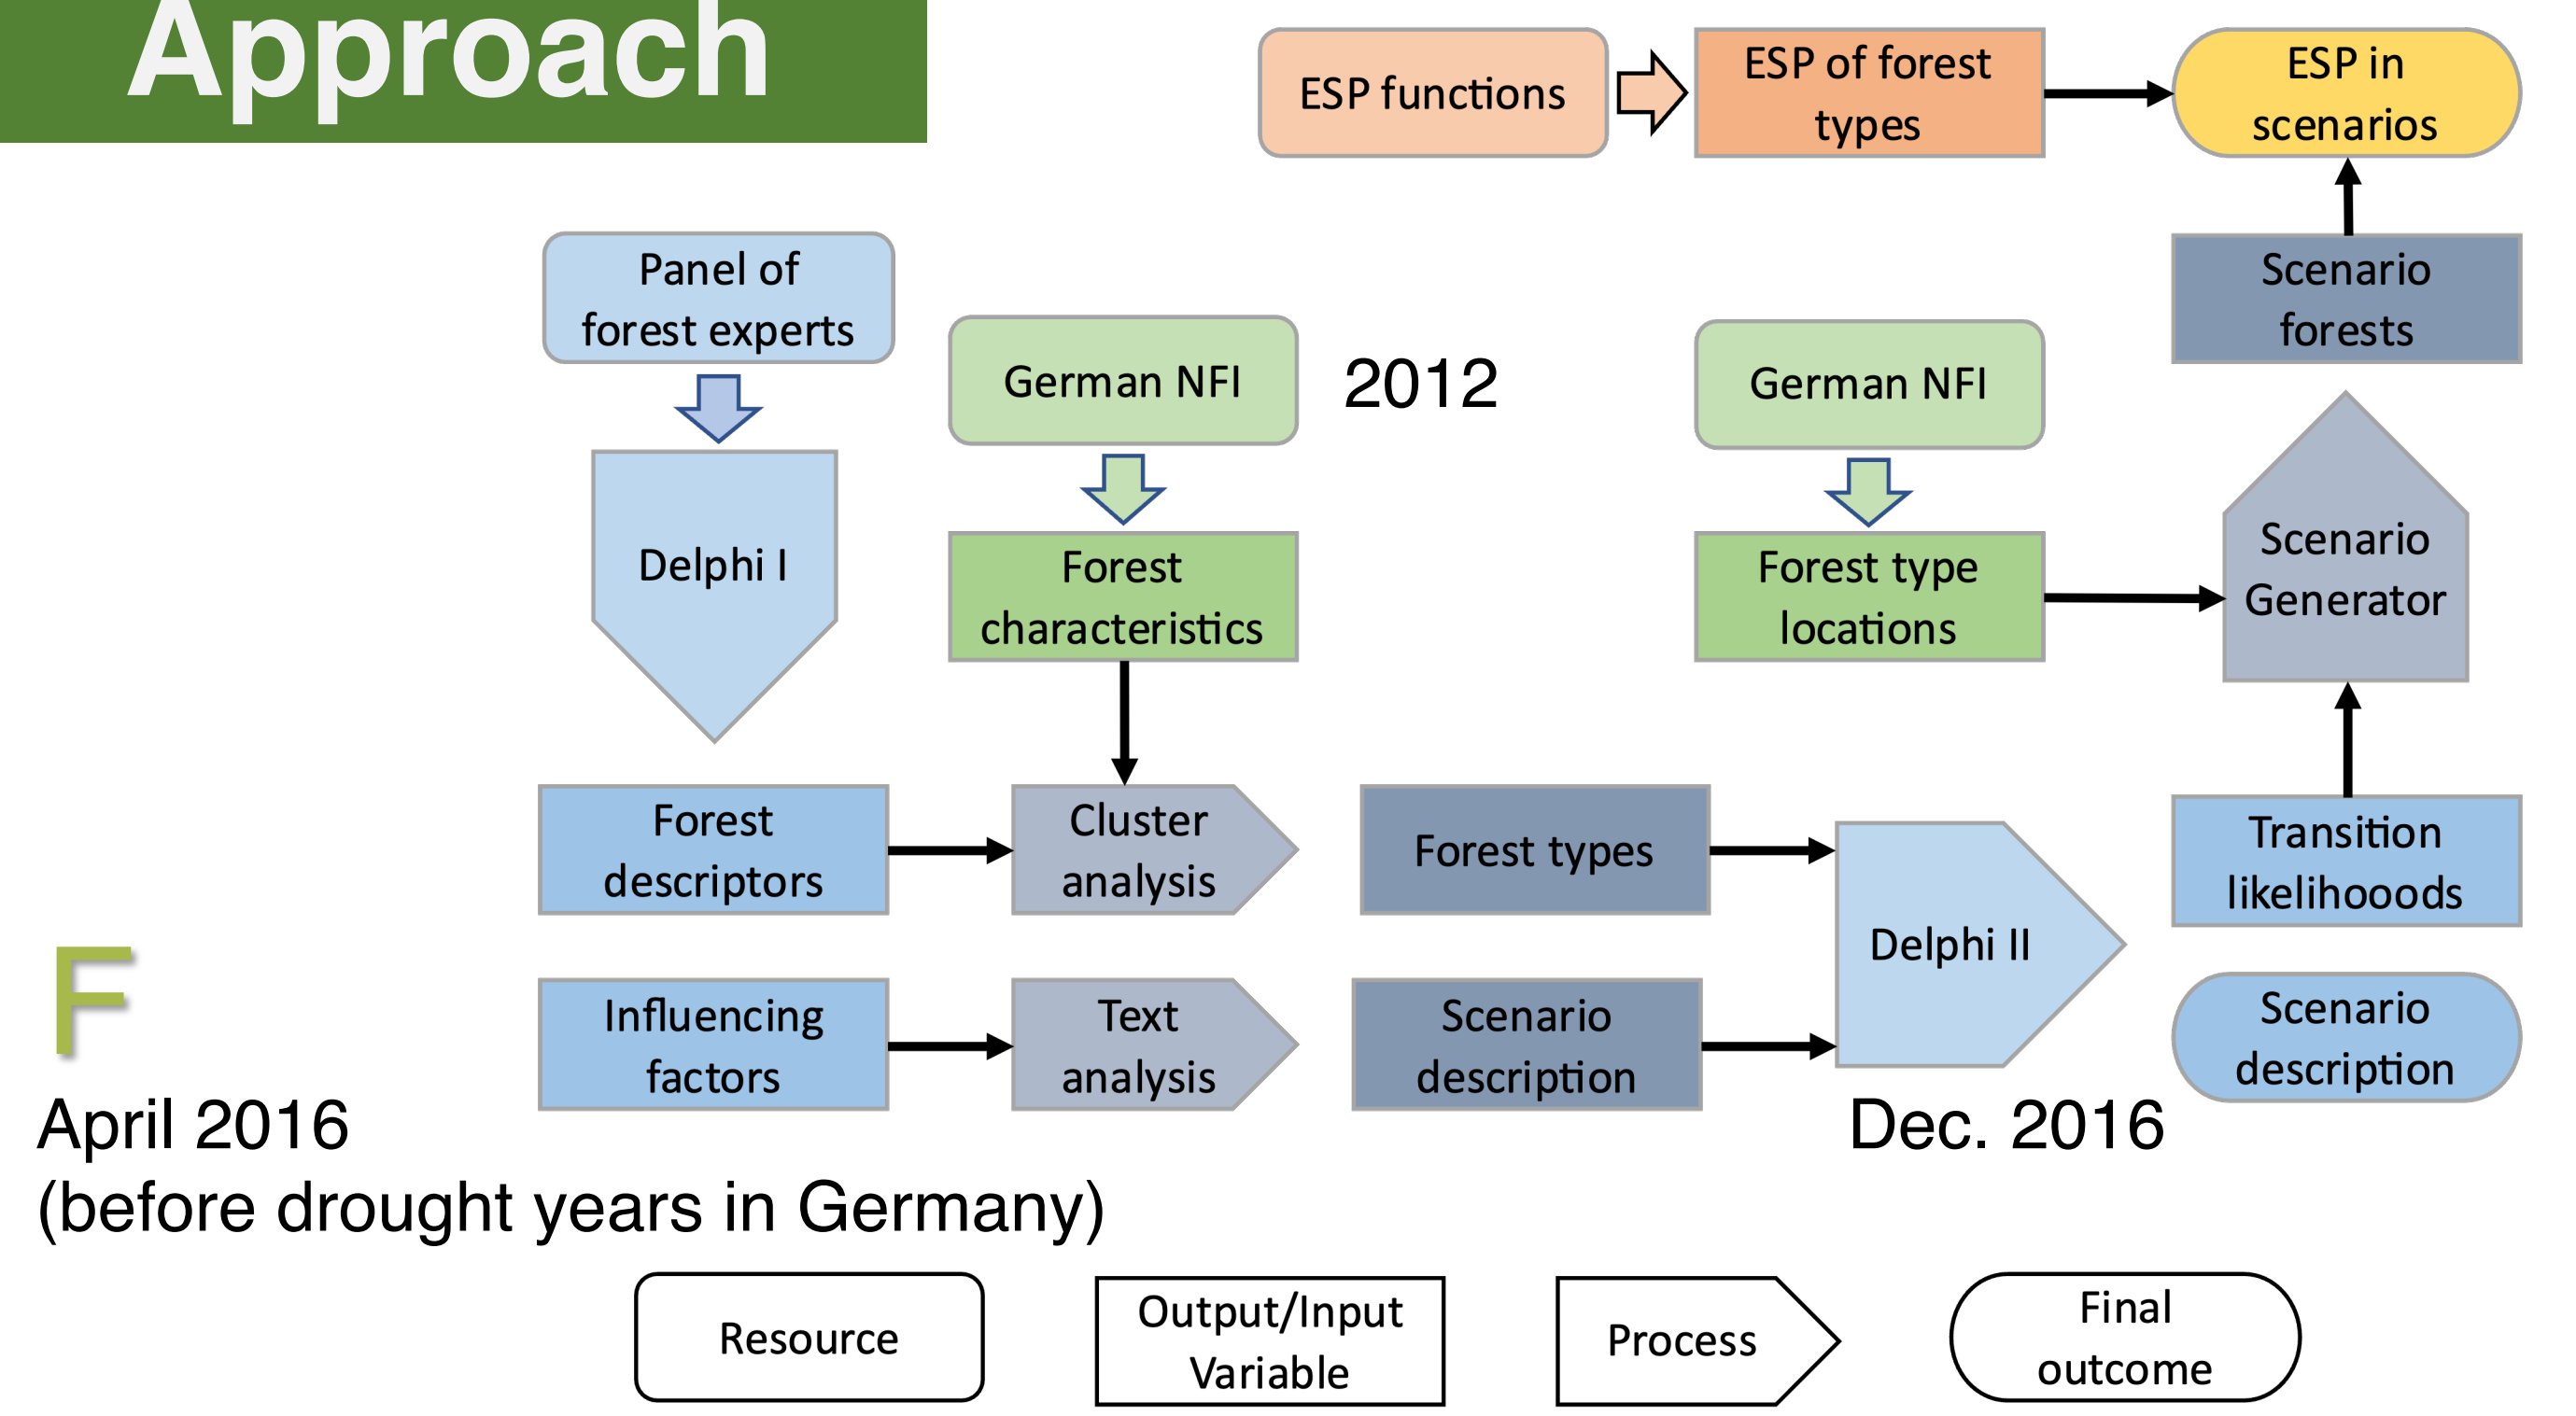 Approach
ESP functions
ESP of forest
types
ESP in
scenarios
Panel of
forest experts
German NFI
2012
German NFI
Scenario
forests
Delphi I
Forest
characteristics
Forest type
locations
Scenario
Generator
Forest
descriptors
Cluster
analysis
Forest types
Delphi II
Transition
likelihooods
Influencing
factors
Text
analysis
Scenario
description
Scenario
description
F
April 2016
(before drought years in Germany)
Dec. 2016
Resource
Output/Input
Variable
Process
Final
outcome